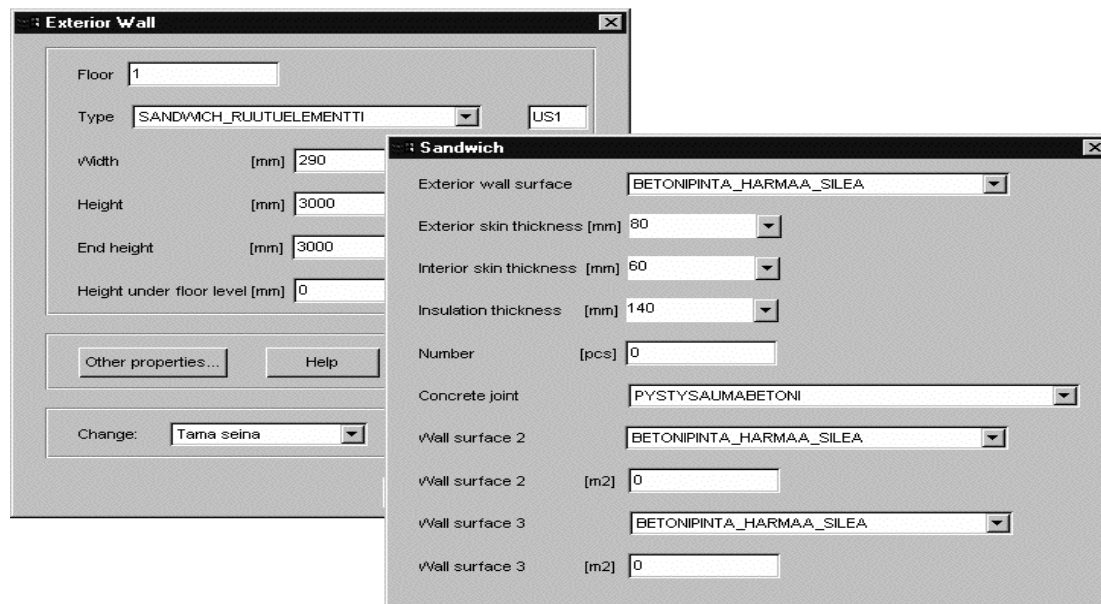 Exterior Wall
Floor 1
Type SANDWICH_RUUTUELEMENTTI US1
Width [mm] 290
Height [mm] 3000
End height [mm] 3000
Height under floor level [mm] 0
Other properties... Help
Change: Tama seina
Sandwich
Exterior wall surface BETONIPINTA_HARMAA_SILEA
Exterior skin thickness [mm] 80
Interior skin thickness [mm] 60
Insulation thickness [mm] 140
Number [pcs] 0
Concrete joint PYSTYSAUMABETONI
Wall surface 2 BETONIPINTA_HARMAA_SILEA
Wall surface 2 [m2] 0
Wall surface 3 BETONIPINTA_HARMAA_SILEA
Wall surface 3 [m2] 0